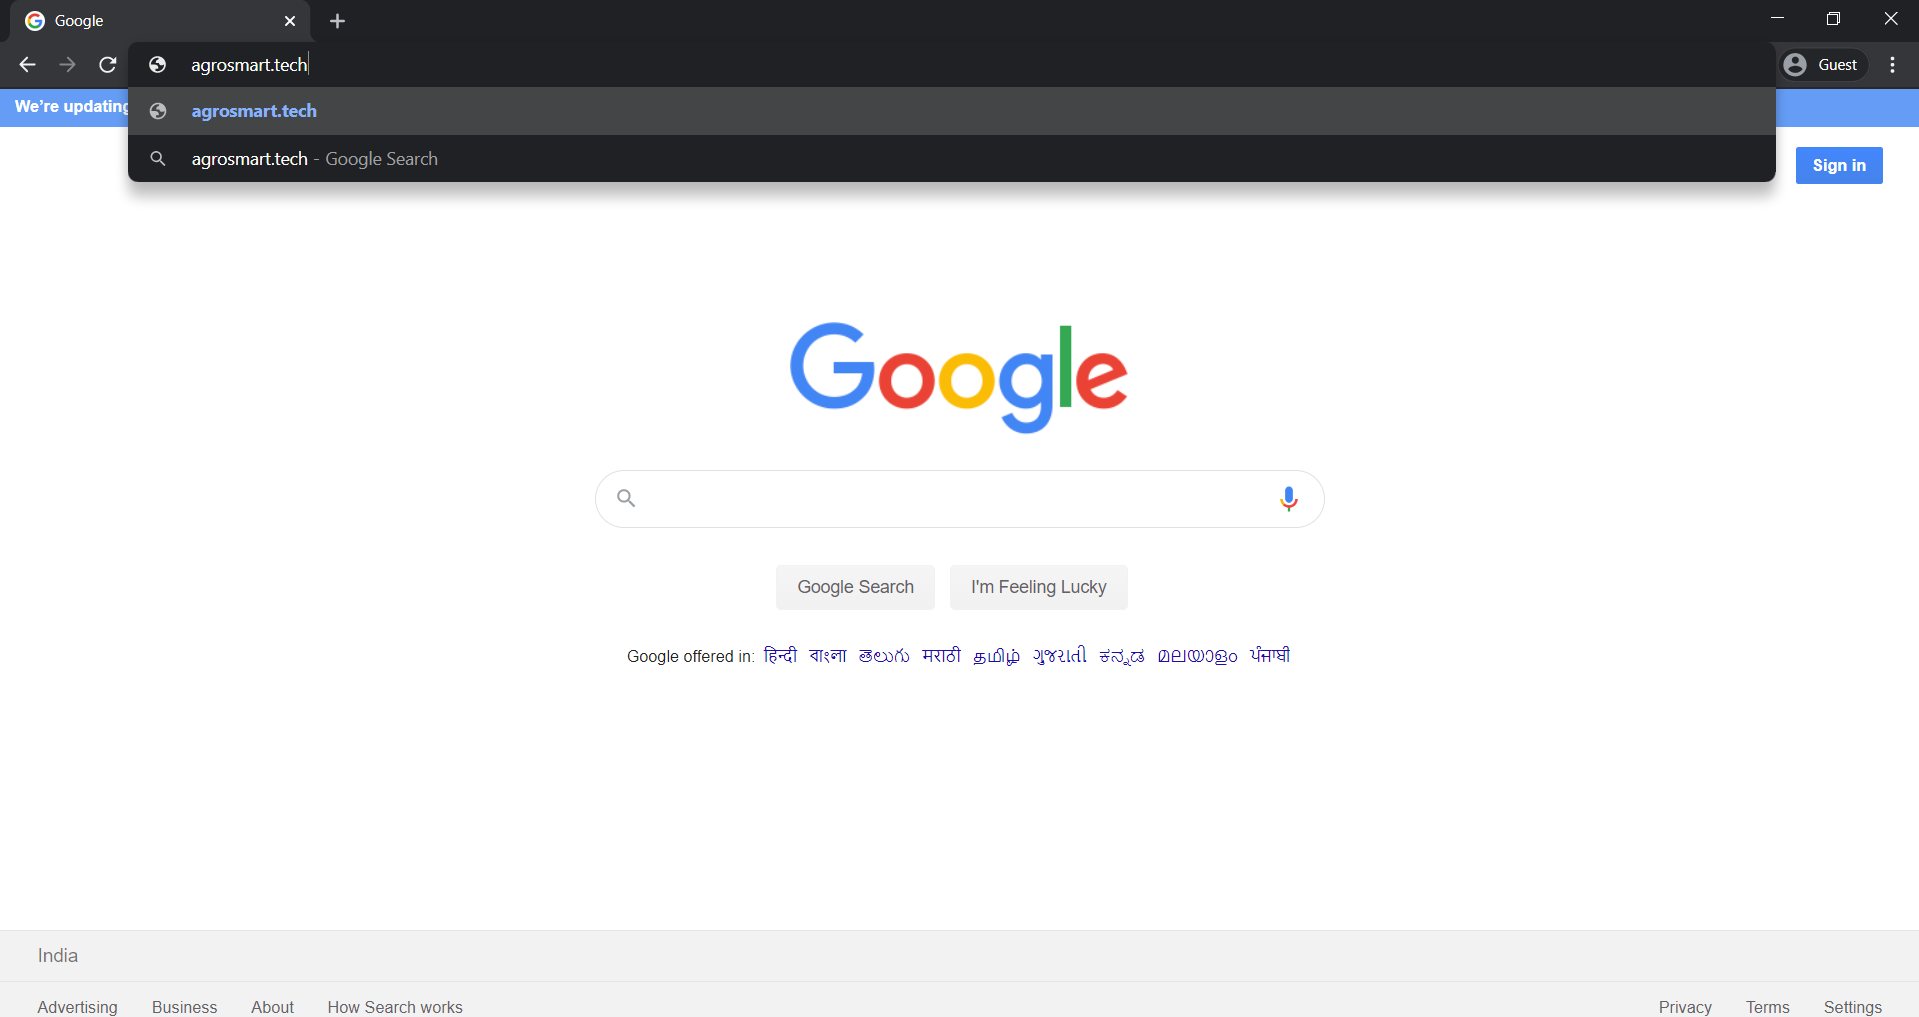 Google
agrosmart.tech
Guest
We're updating
agrosmart.tech
agrosmart.tech - Google Search
Sign in
Google
Google Search
I'm Feeling Lucky
Google offered in: हिन्दी বাংলা తెలుగు मराठी தமிழ் ગુજરાતી ಕನ್ನಡ മലയാളം ਪੰਜਾਬੀ
India
Advertising Business About How Search works Privacy Terms Settings